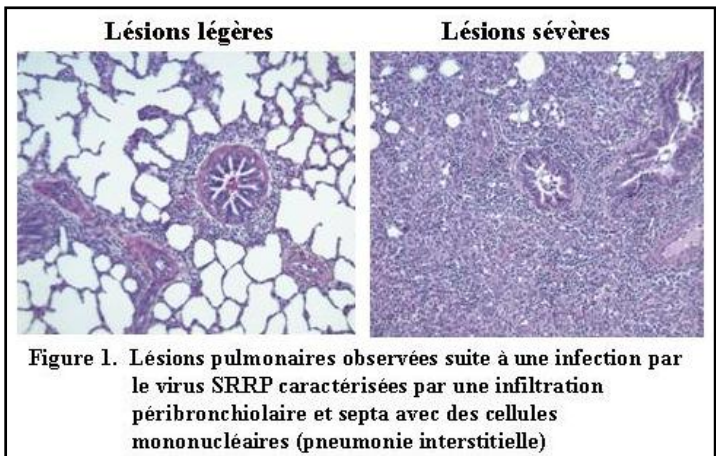 Lésions légères
Lésions sévères
Figure 1. Lésions pulmonaires observées suite à une infection par
le virus SRRP caractérisées par une infiltration
péribronchiolaire et septa avec des cellules
mononucléaires (pneumonie interstitielle)